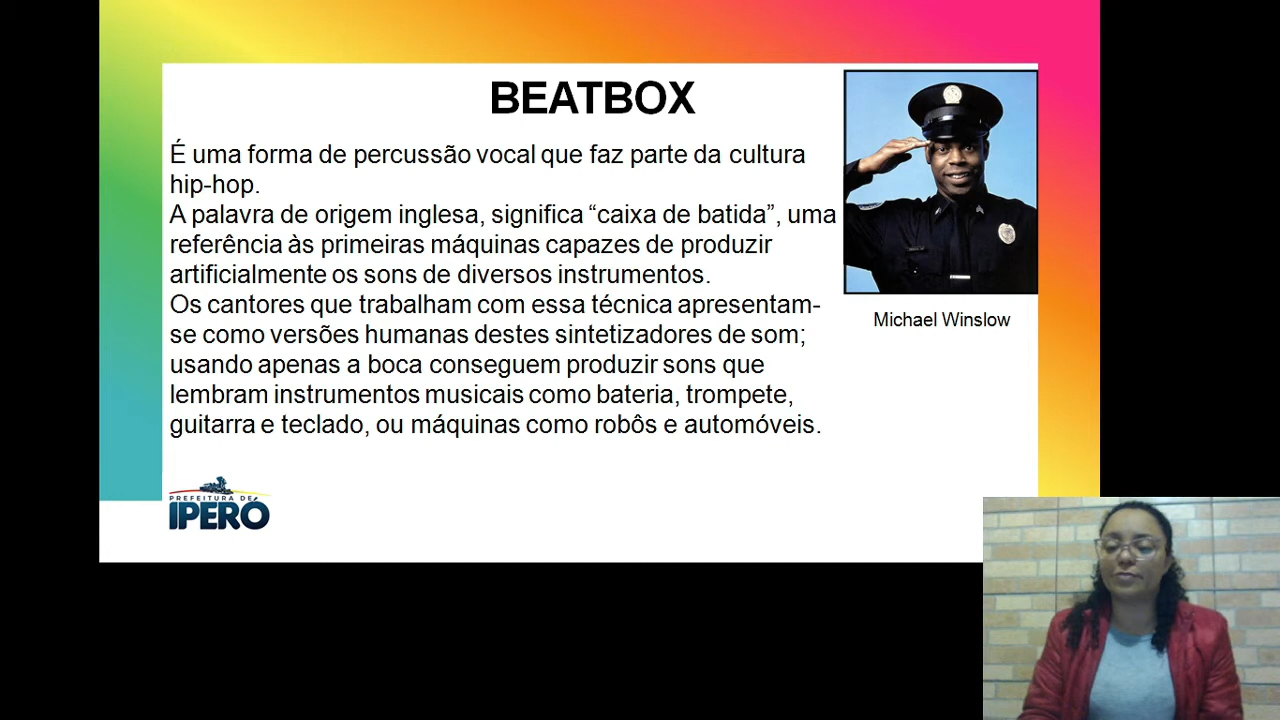 BEATBOX
É uma forma de percussão vocal que faz parte da cultura
hip-hop.
A palavra de origem inglesa, significa “caixa de batida”, uma
referência às primeiras máquinas capazes de produzir
artificialmente os sons de diversos instrumentos.
Os cantores que trabalham com essa técnica apresentam-
se como versões humanas destes sintetizadores de som;
usando apenas a boca conseguem produzir sons que
lembram instrumentos musicais como bateria, trompete,
guitarra e teclado, ou máquinas como robôs e automóveis.
Michael Winslow
PREFEITURA DE
IPERÓ